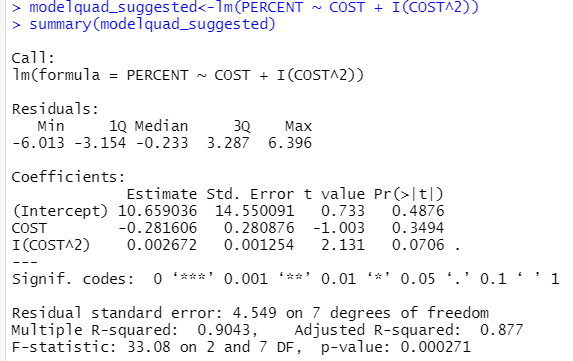 > modelquad_suggested<-lm(PERCENT ~ COST + I(COST^2))
> summary(modelquad_suggested)
Call:
lm(formula = PERCENT ~ COST + I(COST^2))
Residuals:
Min 1Q Median 3Q Max
-6.013 -3.154 -0.233 3.287 6.396
Coefficients:
Estimate Std. Error t value Pr(>|t|)
(Intercept) 10.659036 14.550091 0.733 0.4876
COST -0.281606 0.280876 -1.003 0.3494
I(COST^2) 0.002672 0.001254 2.131 0.0706 .
---
Signif. codes: 0 ‘***’ 0.001 ‘**’ 0.01 ‘*’ 0.05 ‘.’ 0.1 ‘ ’ 1
Residual standard error: 4.549 on 7 degrees of freedom
Multiple R-squared: 0.9043, Adjusted R-squared: 0.877
F-statistic: 33.08 on 2 and 7 DF, p-value: 0.000271